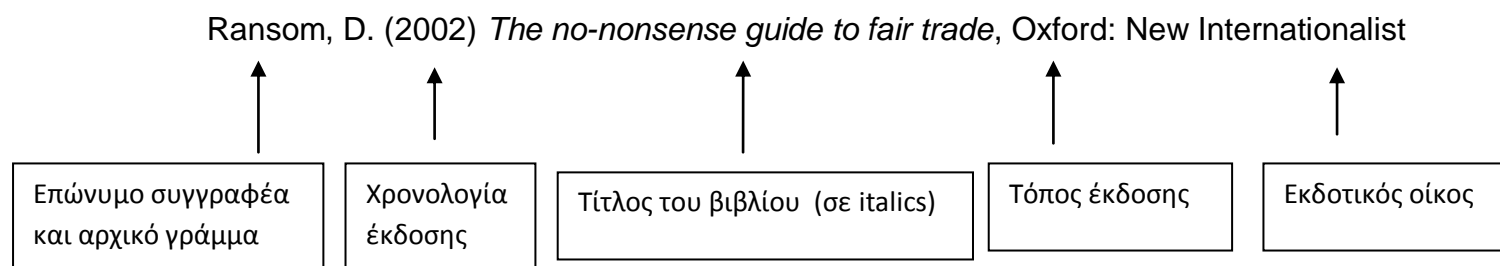 Ransom, D. (2002) The no-nonsense guide to fair trade, Oxford: New Internationalist
Επώνυμο συγγραφέα
και αρχικό γράμμα
Χρονολογία
έκδοσης
Τίτλος του βιβλίου (σε italics)
Τόπος έκδοσης
Εκδοτικός οίκος